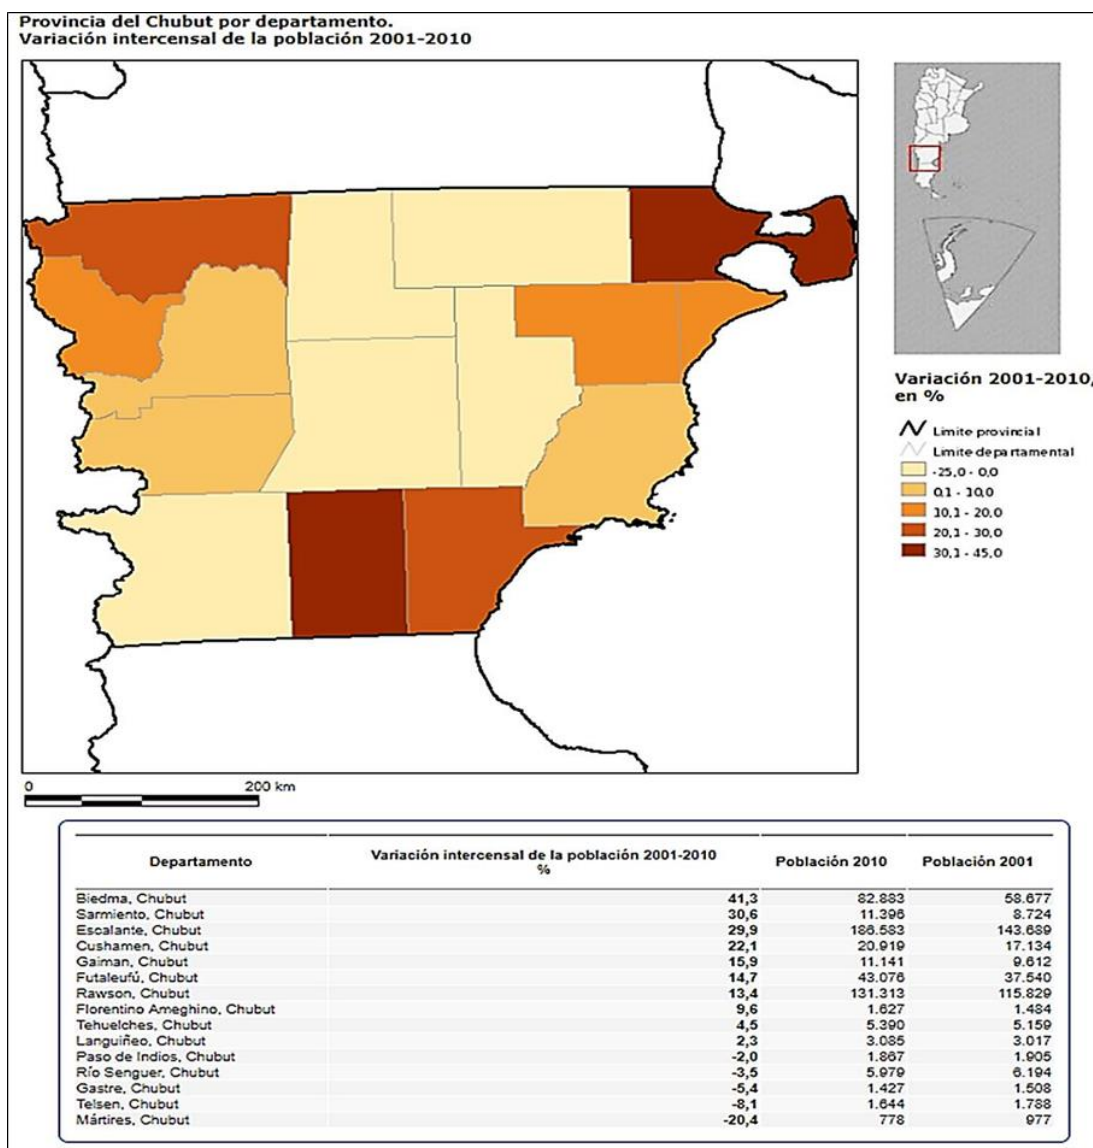 Provincia del Chubut por departamento.
Variación intercensal de la población 2001-2010
Variación 2001-2010,
en %
Limite provincial
Limite departamental
-25,0 - 0,0
0,1 - 10,0
10,1 - 20,0
20,1 - 30,0
30,1 - 45,0
0 200 km
Departamento Variación intercensal de la población 2001-2010 % Población 2010 Población 2001
Biedma, Chubut 41,3 82.883 58.677
Sarmiento, Chubut 30,6 11.396 8.724
Escalante, Chubut 29,9 186.583 143.689
Cushamen, Chubut 22,1 20.919 17.134
Gaiman, Chubut 15,9 11.141 9.612
Futaleufú, Chubut 14,7 43.076 37.540
Rawson, Chubut 13,4 131.313 115.829
Florentino Ameghino, Chubut 9,6 1.627 1.484
Tehuelches, Chubut 4,5 5.390 5.159
Languiñeo, Chubut 2,3 3.085 3.017
Paso de Indios, Chubut -2,0 1.867 1.905
Río Senguer, Chubut -3,5 5.979 6.194
Gastre, Chubut -5,4 1.427 1.508
Telsen, Chubut -8,1 1.644 1.788
Mártires, Chubut -20,4 778 977